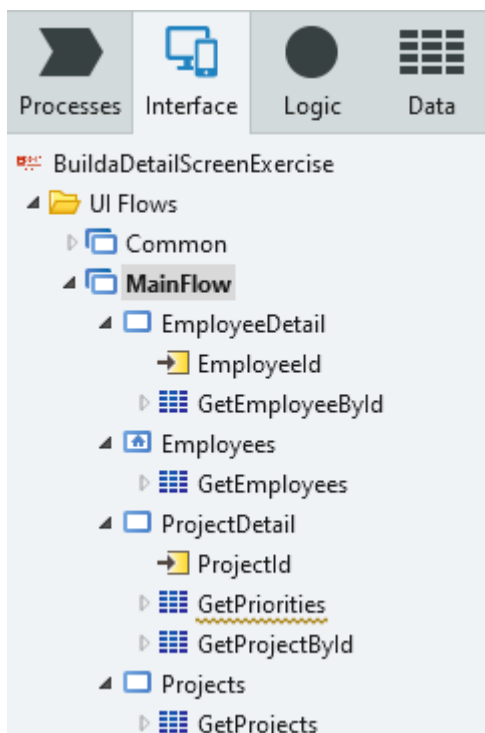 Processes Interface Logic Data
BuildaDetailScreenExercise
UI Flows
Common
MainFlow
EmployeeDetail
EmployeeId
GetEmployeeById
Employees
GetEmployees
ProjectDetail
ProjectId
GetPriorities
GetProjectById
Projects
GetProjects